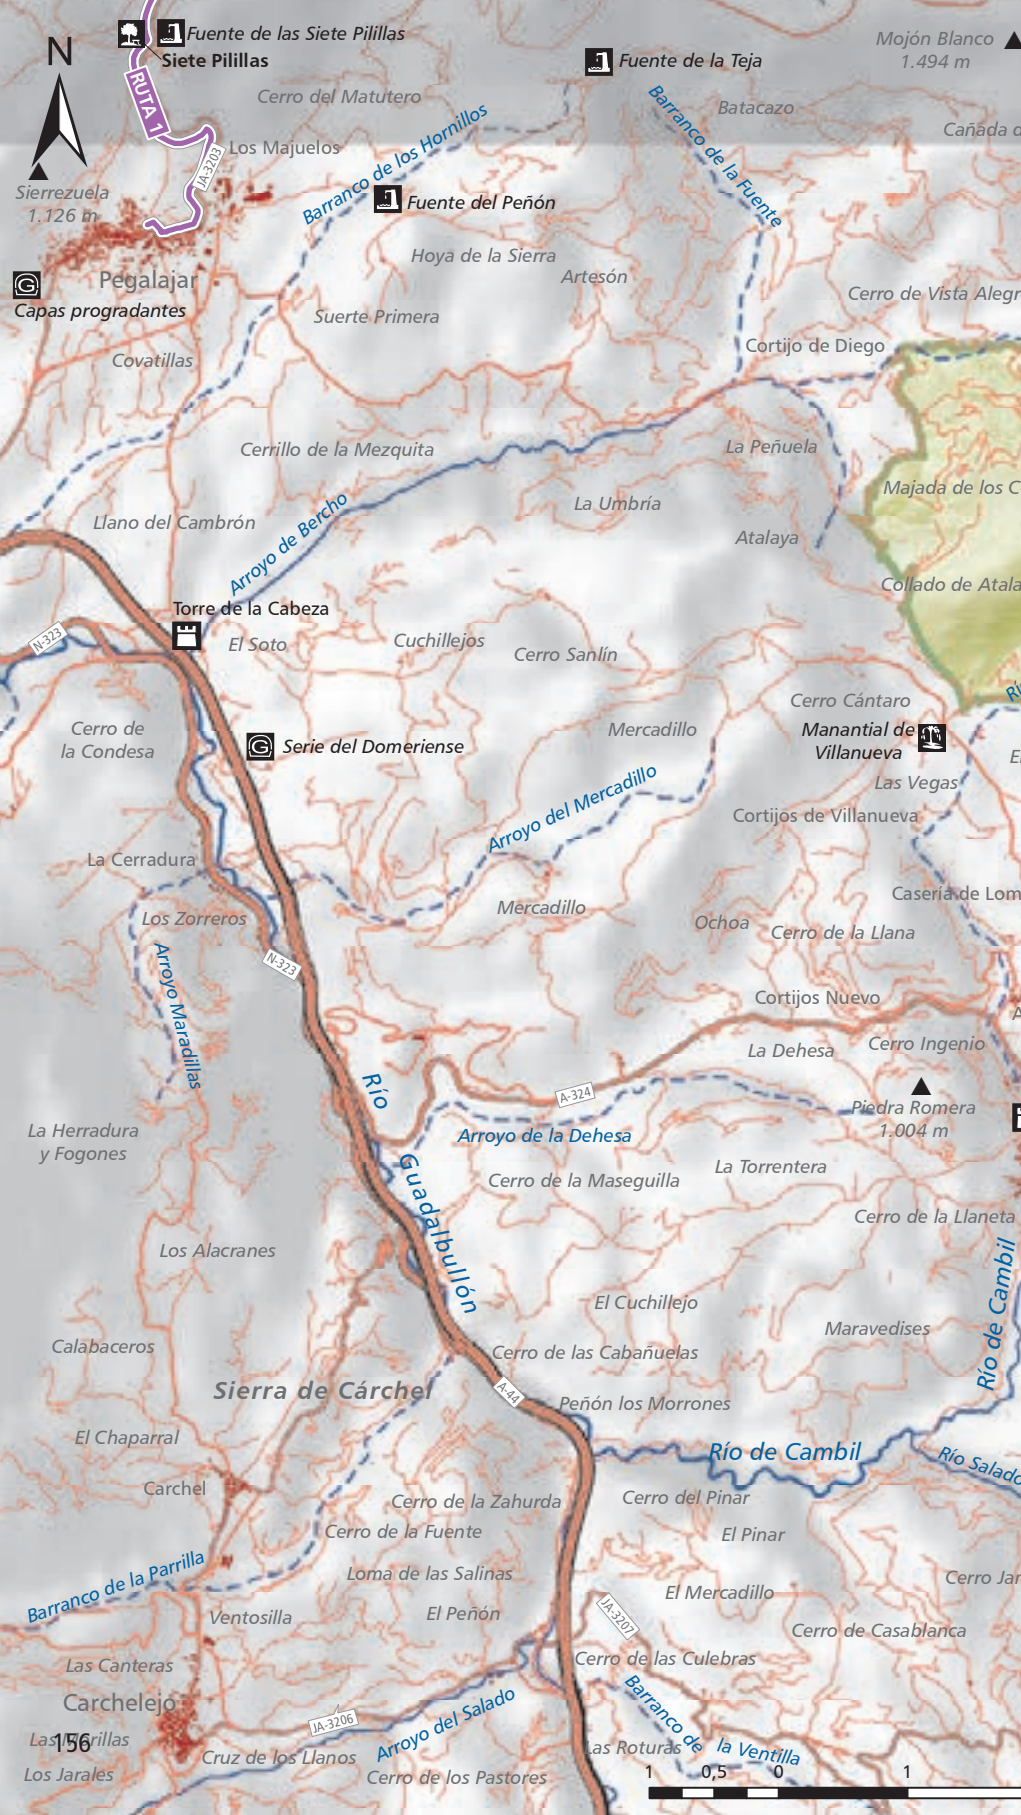 N
Fuente de las Siete Pilillas
Siete Pilillas
Fuente de la Teja
Mojón Blanco
1.494 m
RUTA 1
Cerro del Matutero
Barranco de los Hornillos
Barranco de la Fuente
Batacazo
Cañada d
Los Majuelos
JA-3203
Sierrezuela
1.126 m
Fuente del Peñón
Hoya de la Sierra
Artesón
Pegalajar
G
Capas progradantes
Cerro de Vista Alegr
Suerte Primera
Cortijo de Diego
Covatillas
Cerrillo de la Mezquita
La Peñuela
Majada de los C
La Umbría
Llano del Cambrón
Arroyo de Bercho
Atalaya
Collado de Atala
Torre de la Cabeza
N-323
El Soto
Cuchillejos
Cerro Sanlín
Rí
Cerro Cántaro
Cerro de
la Condesa
Mercadillo
Manantial de
Villanueva
G
Serie del Domeriense
E
Las Vegas
Arroyo del Mercadillo
Cortijos de Villanueva
La Cerradura
Casería de Lom
Los Zorreros
Mercadillo
Ochoa
Cerro de la Llana
Arroyo Maradillas
N-323
Cortijos Nuevo
A
La Dehesa
Cerro Ingenio
Río
Guadalbullón
A-324
Piedra Romera
1.004 m
La Herradura
y Fogones
Arroyo de la Dehesa
Cerro de la Maseguilla
La Torrentera
Cerro de la Llaneta
Los Alacranes
Río de Cambil
El Cuchillejo
Maravedises
Calabaceros
Cerro de las Cabañuelas
Sierra de Cárchel
A-44
Peñón los Morrones
El Chaparral
Río de Cambil
Río Salado
Carchel
Cerro de la Zahurda
Cerro del Pinar
Cerro de la Fuente
El Pinar
Barranco de la Parrilla
Loma de las Salinas
Cerro Jar
El Mercadillo
Ventosilla
El Peñón
JA-3207
Cerro de Casablanca
Las Canteras
Cerro de las Culebras
Carchelejo
Barranco de la Ventilla
JA-3206
Arroyo del Salado
Las Morillas
156
Las Roturas
Cruz de los Llanos
Los Jarales
Cerro de los Pastores
1 0,5 0 1